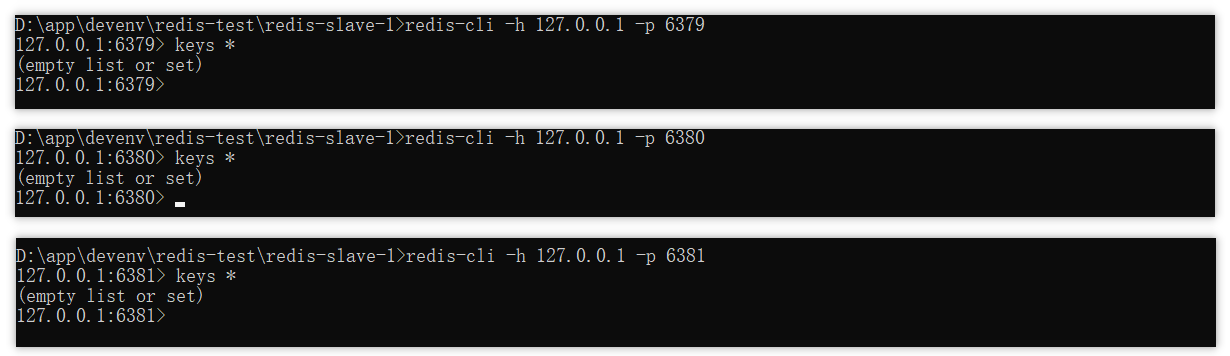 D:\app\devenv\redis-test\redis-slave-1>redis-cli -h 127.0.0.1 -p 6379
127.0.0.1:6379> keys *
(empty list or set)
127.0.0.1:6379>
D:\app\devenv\redis-test\redis-slave-1>redis-cli -h 127.0.0.1 -p 6380
127.0.0.1:6380> keys *
(empty list or set)
127.0.0.1:6380>
D:\app\devenv\redis-test\redis-slave-1>redis-cli -h 127.0.0.1 -p 6381
127.0.0.1:6381> keys *
(empty list or set)
127.0.0.1:6381>